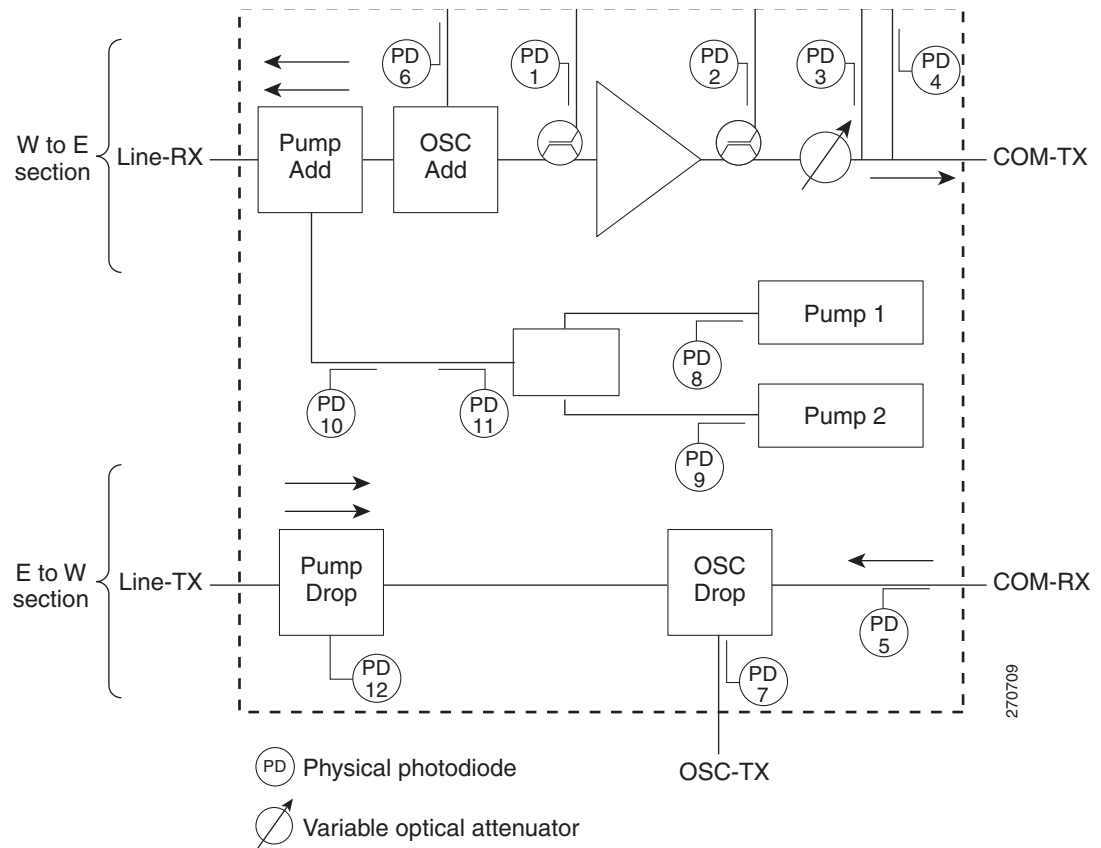 PD
6
PD
1
PD
2
PD
3
PD
4
W to E
section
Line-RX
Pump
Add
OSC
Add
COM-TX
Pump 1
PD
8
PD
10
PD
11
Pump 2
PD
9
E to W
section
Line-TX
Pump
Drop
OSC
Drop
COM-RX
PD
5
PD
12
PD
7
270709
OSC-TX
PD Physical photodiode
Variable optical attenuator